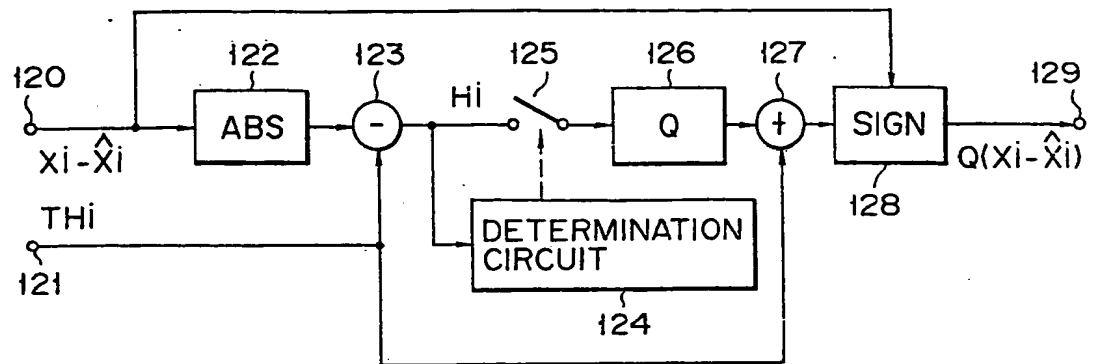 122 123 125 126 127
120 129
Hi
ABS - Q + SIGN
Xi-X̂i Q(Xi-X̂i)
128
THi
DETERMINATION
CIRCUIT
121
124